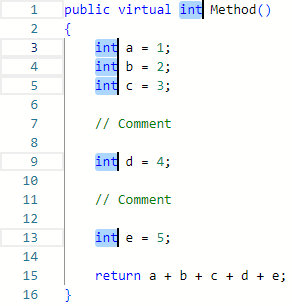 1 public virtual int Method()
2 {
3 int a = 1;
4 int b = 2;
5 int c = 3;
6
7 // Comment
8
9 int d = 4;
10
11 // Comment
12
13 int e = 5;
14
15 return a + b + c + d + e;
16 }